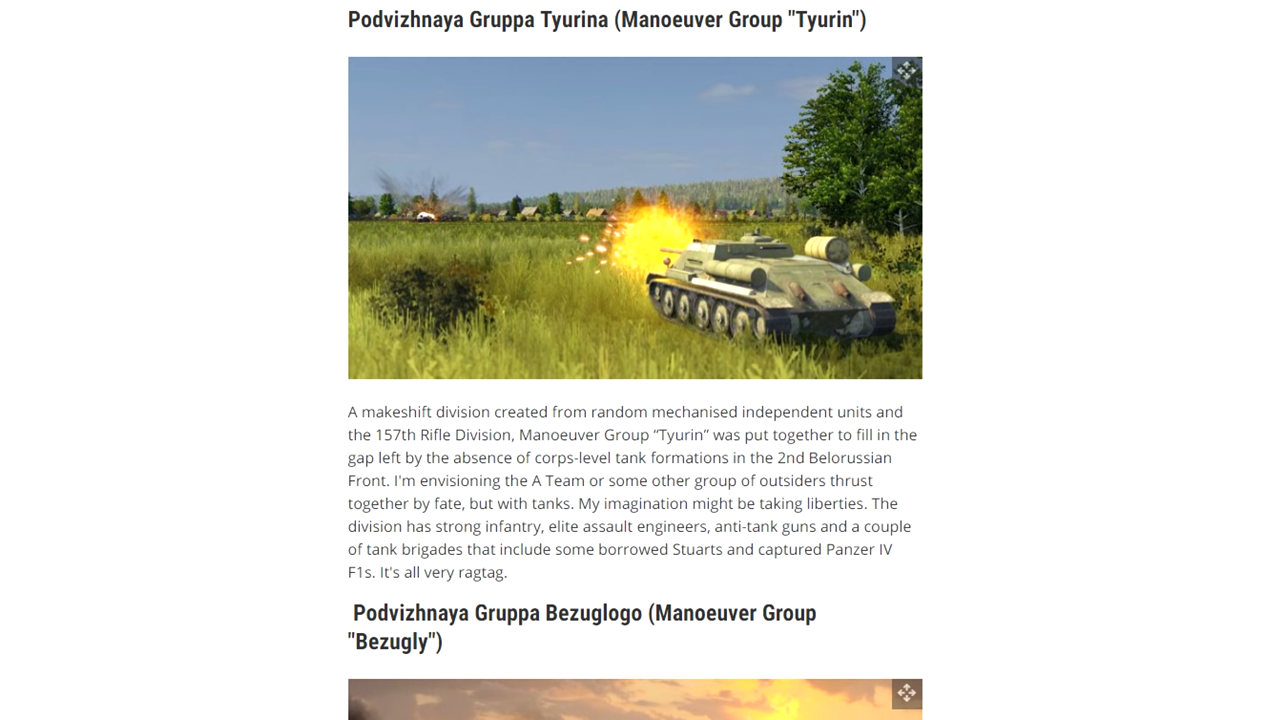 Podvizhnaya Gruppa Tyurina (Manoeuver Group "Tyurin")
A makeshift division created from random mechanised independent units and
the 157th Rifle Division, Manoeuver Group “Tyurin” was put together to fill in the
gap left by the absence of corps-level tank formations in the 2nd Belorussian
Front. I'm envisioning the A Team or some other group of outsiders thrust
together by fate, but with tanks. My imagination might be taking liberties. The
division has strong infantry, elite assault engineers, anti-tank guns and a couple
of tank brigades that include some borrowed Stuarts and captured Panzer IV
F1s. It's all very ragtag.
Podvizhnaya Gruppa Bezuglogo (Manoeuver Group
"Bezugly")